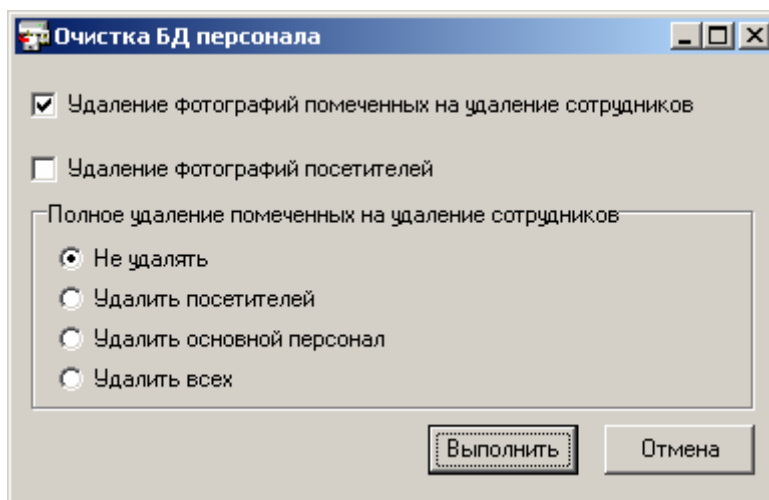 Очистка БД персонала
Удаление фотографий помеченных на удаление сотрудников
Удаление фотографий посетителей
Полное удаление помеченных на удаление сотрудников
Не удалять
Удалить посетителей
Удалить основной персонал
Удалить всех
Выполнить Отмена